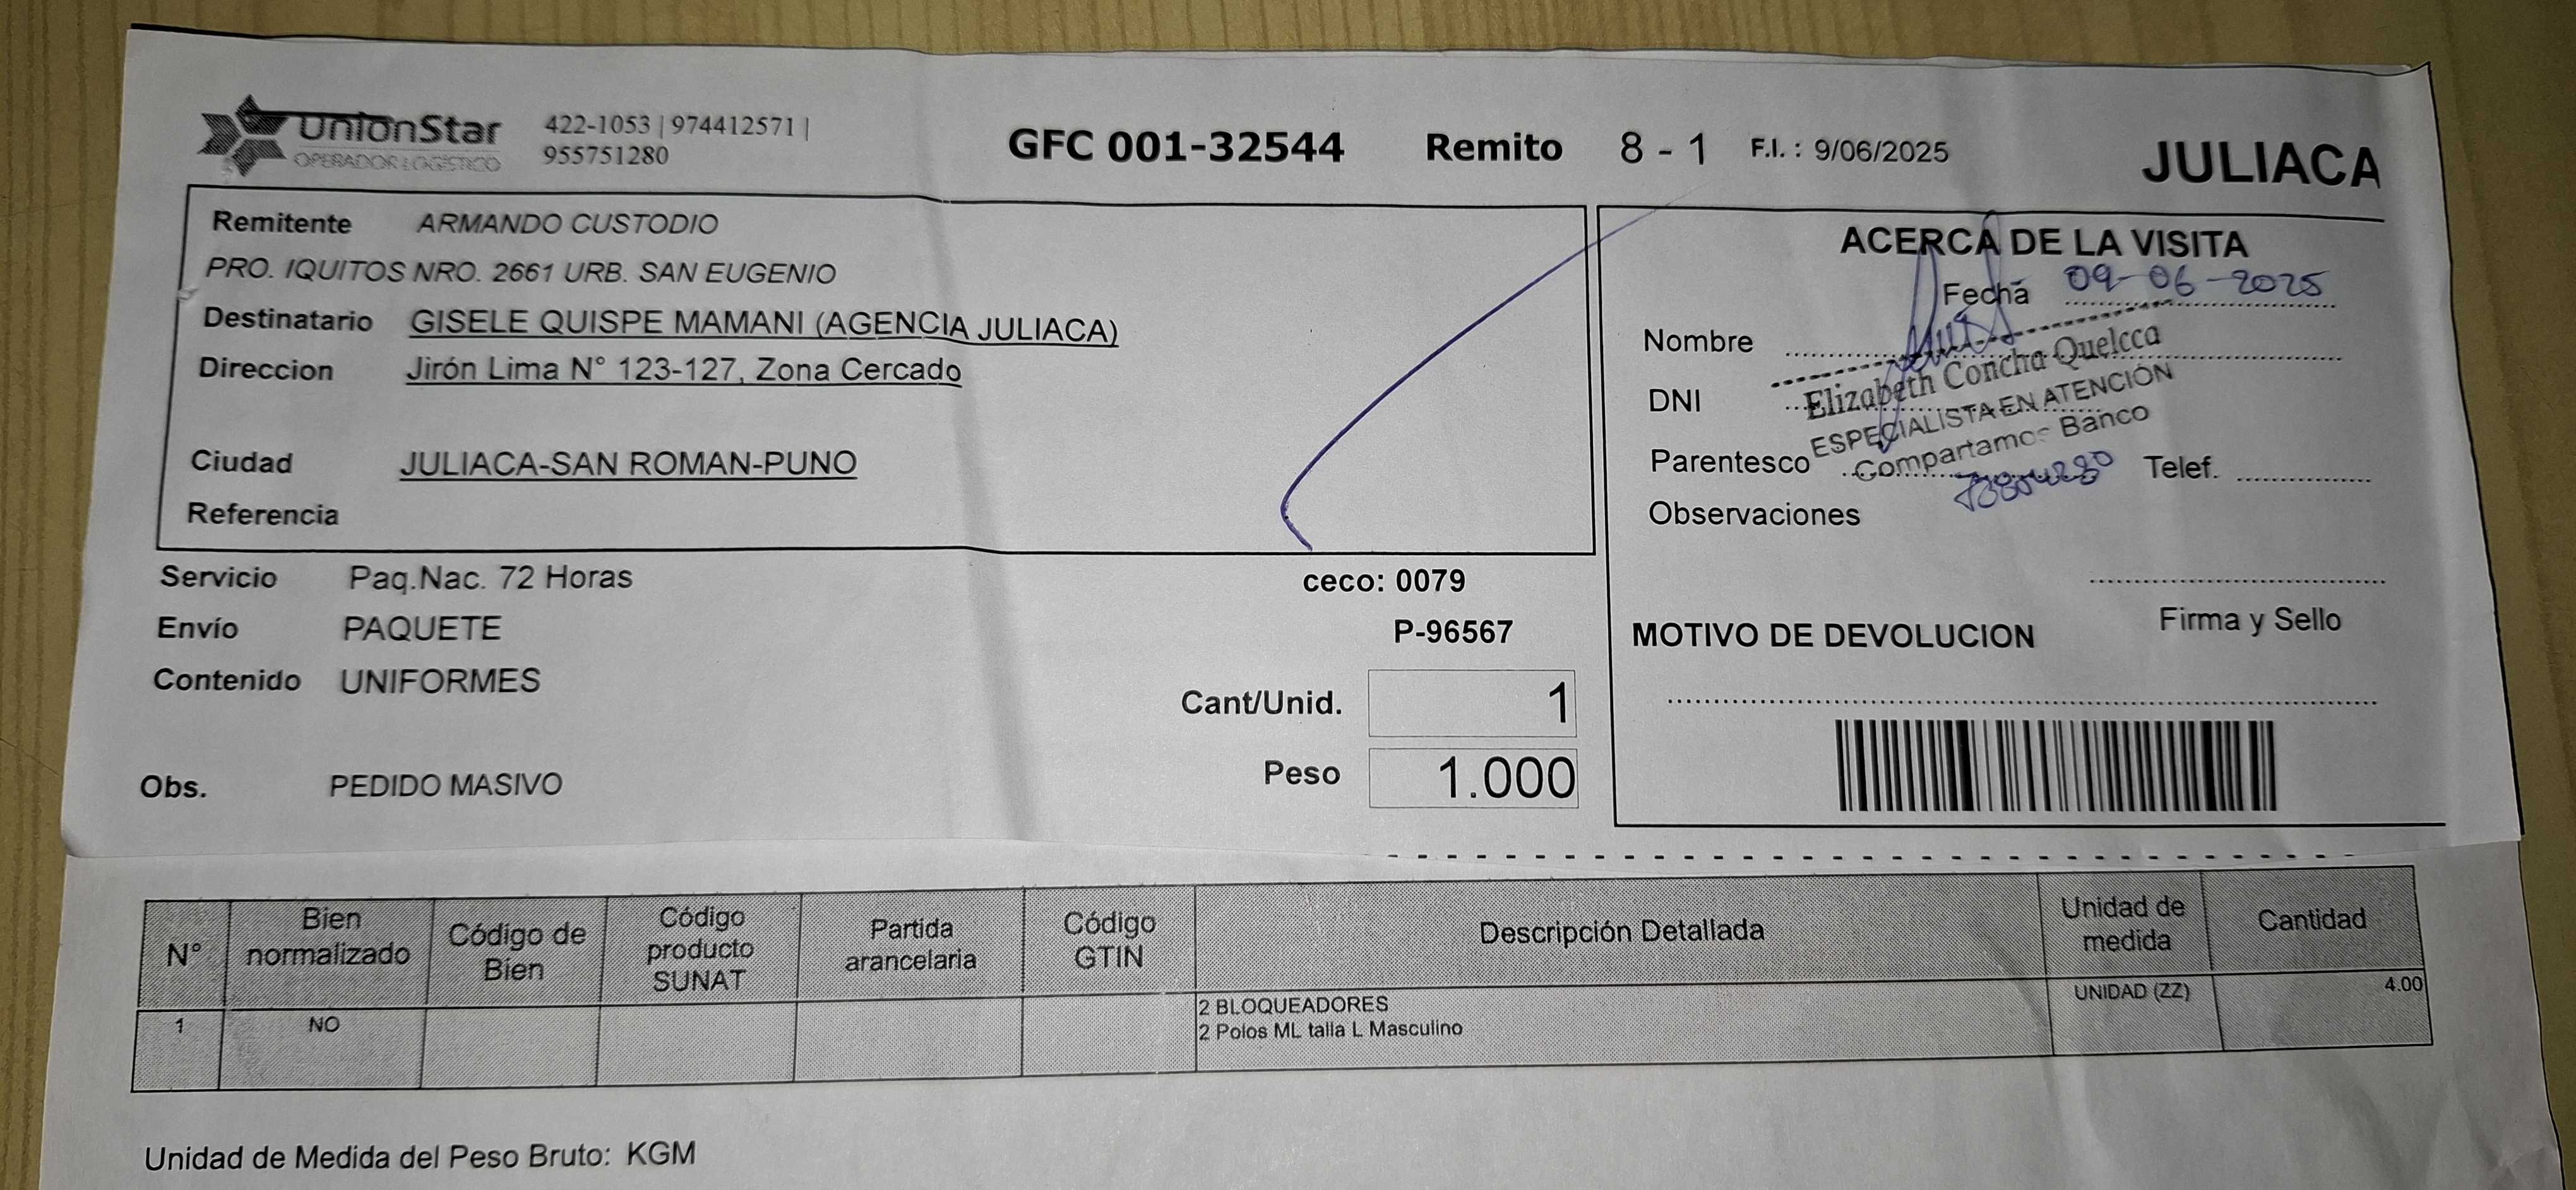 UnionStar
OPERADOR LOGÍSTICO
422-1053 | 974412571 |
955751280
GFC 001-32544 Remito 8 - 1 F.I. : 9/06/2025
JULIACA
Remitente ARMANDO CUSTODIO
PRO. IQUITOS NRO. 2661 URB. SAN EUGENIO
Destinatario GISELE QUISPE MAMANI (AGENCIA JULIACA)
Direccion Jirón Lima N° 123-127, Zona Cercado
Ciudad JULIACA-SAN ROMAN-PUNO
Referencia
Servicio Paq.Nac. 72 Horas
Envío PAQUETE
Contenido UNIFORMES
Obs. PEDIDO MASIVO
ceco: 0079
P-96567
Cant/Unid. 1
Peso 1.000
ACERCA DE LA VISITA
Fecha 09-06-2025
Nombre
DNI
Elizabeth Concha Quelcca
ESPECIALISTA EN ATENCIÓN
Compartamos Banco
Parentesco
Telef.
Observaciones
Firma y Sello
MOTIVO DE DEVOLUCION
N° Bien normalizado Código de Bien Código producto SUNAT Partida arancelaria Código GTIN Descripción Detallada Unidad de medida Cantidad
1 NO 2 BLOQUEADORES UNIDAD (ZZ) 4.00
2 Polos ML talla L Masculino
Unidad de Medida del Peso Bruto: KGM